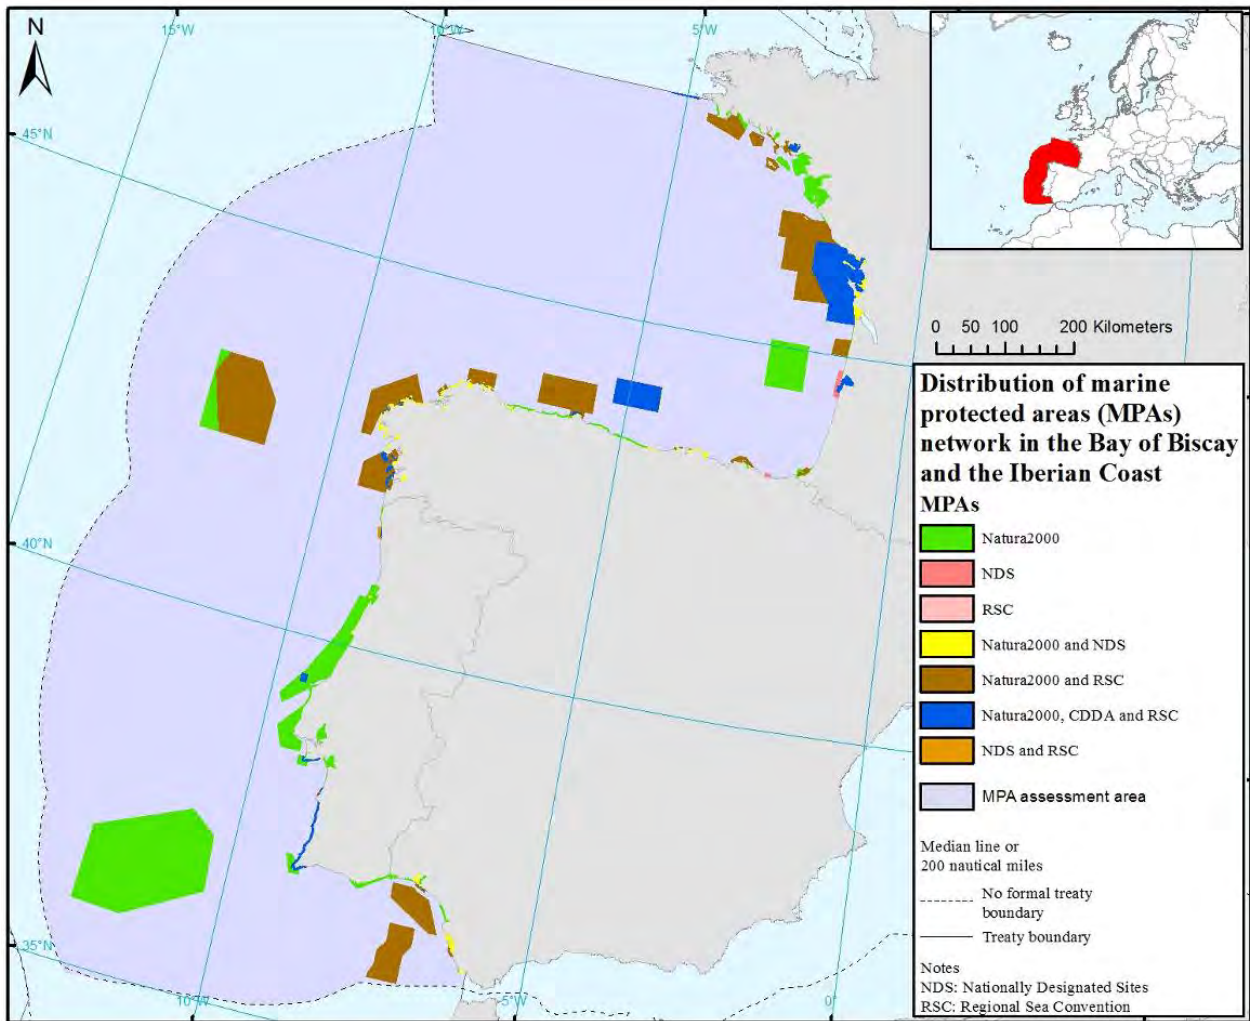 N
15°W
10°W
5°W
45°N
40°N
35°N
10°W
5°W
0°
0 50 100 200 Kilometers
Distribution of marine
protected areas (MPAs)
network in the Bay of Biscay
and the Iberian Coast
MPAs
Natura2000
NDS
RSC
Natura2000 and NDS
Natura2000 and RSC
Natura2000, CDDA and RSC
NDS and RSC
MPA assessment area
Median line or
200 nautical miles
No formal treaty
boundary
Treaty boundary
Notes
NDS: Nationally Designated Sites
RSC: Regional Sea Convention